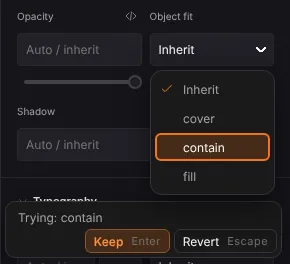 Opacity
Object fit
Auto / inherit
Inherit
Inherit
cover
Shadow
contain
Auto / inherit
fill
Typography
Trying: contain
Keep Enter
Revert Escape